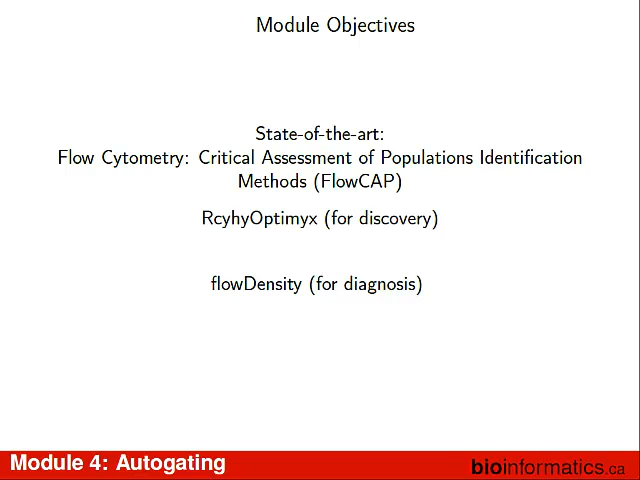 Module Objectives
State-of-the-art:
Flow Cytometry: Critical Assessment of Populations Identification
Methods (FlowCAP)
RcyhyOptimyx (for discovery)
flowDensity (for diagnosis)
Module 4: Autogating
bioinformatics.ca